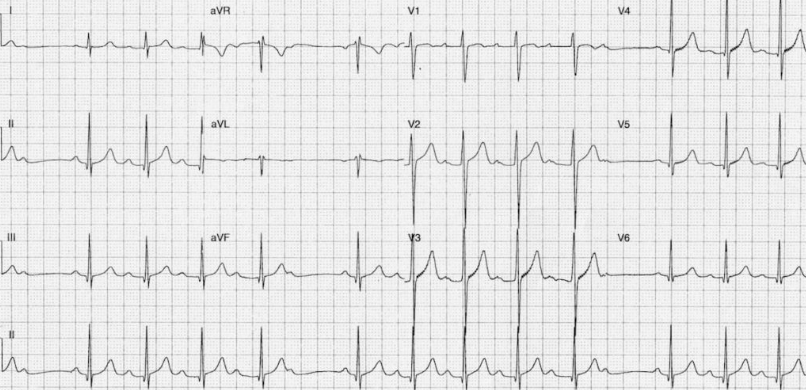 I aVR V1 V4
II aVL V2 V5
III aVF V3 V6
II